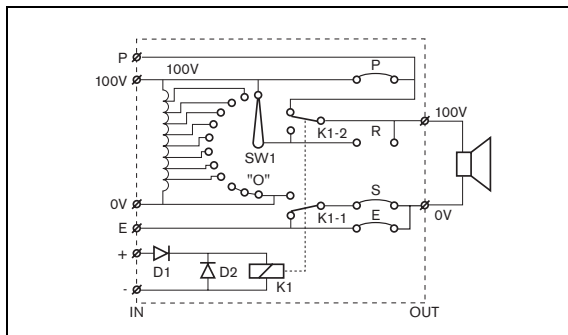 P
100V
100V
P
100V
K1-2
R
SW1
"O"
S
0V
K1-1
E
0V
E
+
D1
D2
K1
-
IN
OUT